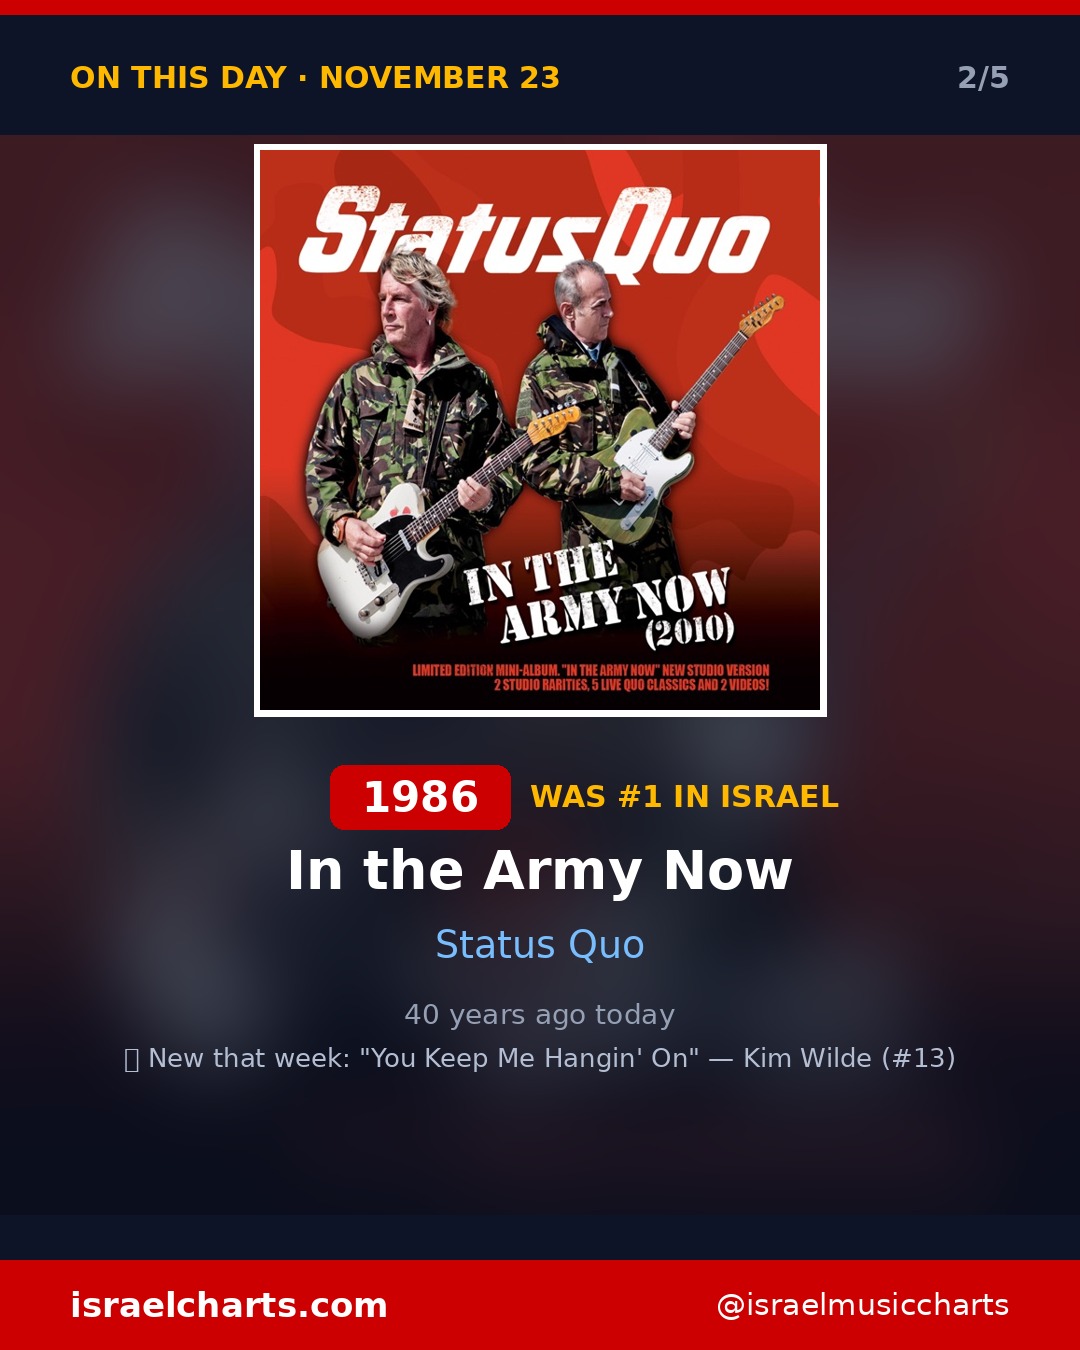 ON THIS DAY · NOVEMBER 23
2/5
StatusQuo
IN THE
ARMY NOW
(2010)
LIMITED EDITION MINI-ALBUM. "IN THE ARMY NOW" NEW STUDIO VERSION
2 STUDIO RARITIES, 5 LIVE QUO CLASSICS AND 2 VIDEOS!
1986 WAS #1 IN ISRAEL
In the Army Now
Status Quo
40 years ago today
New that week: "You Keep Me Hangin' On" — Kim Wilde (#13)
israelcharts.com
@israelmusiccharts